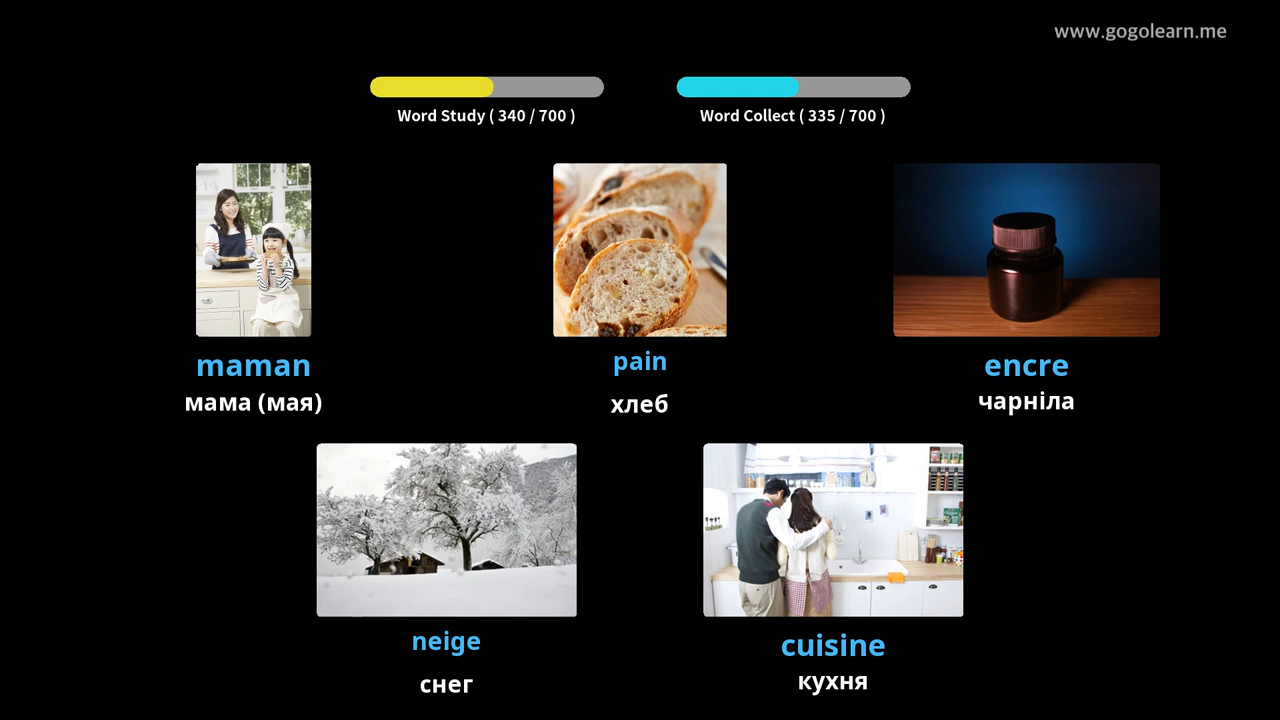 www.gogolearn.me
Word Study ( 340 / 700 )
Word Collect ( 335 / 700 )
maman
мама (мая)
pain
хлеб
encre
чарніла
neige
снег
cuisine
кухня